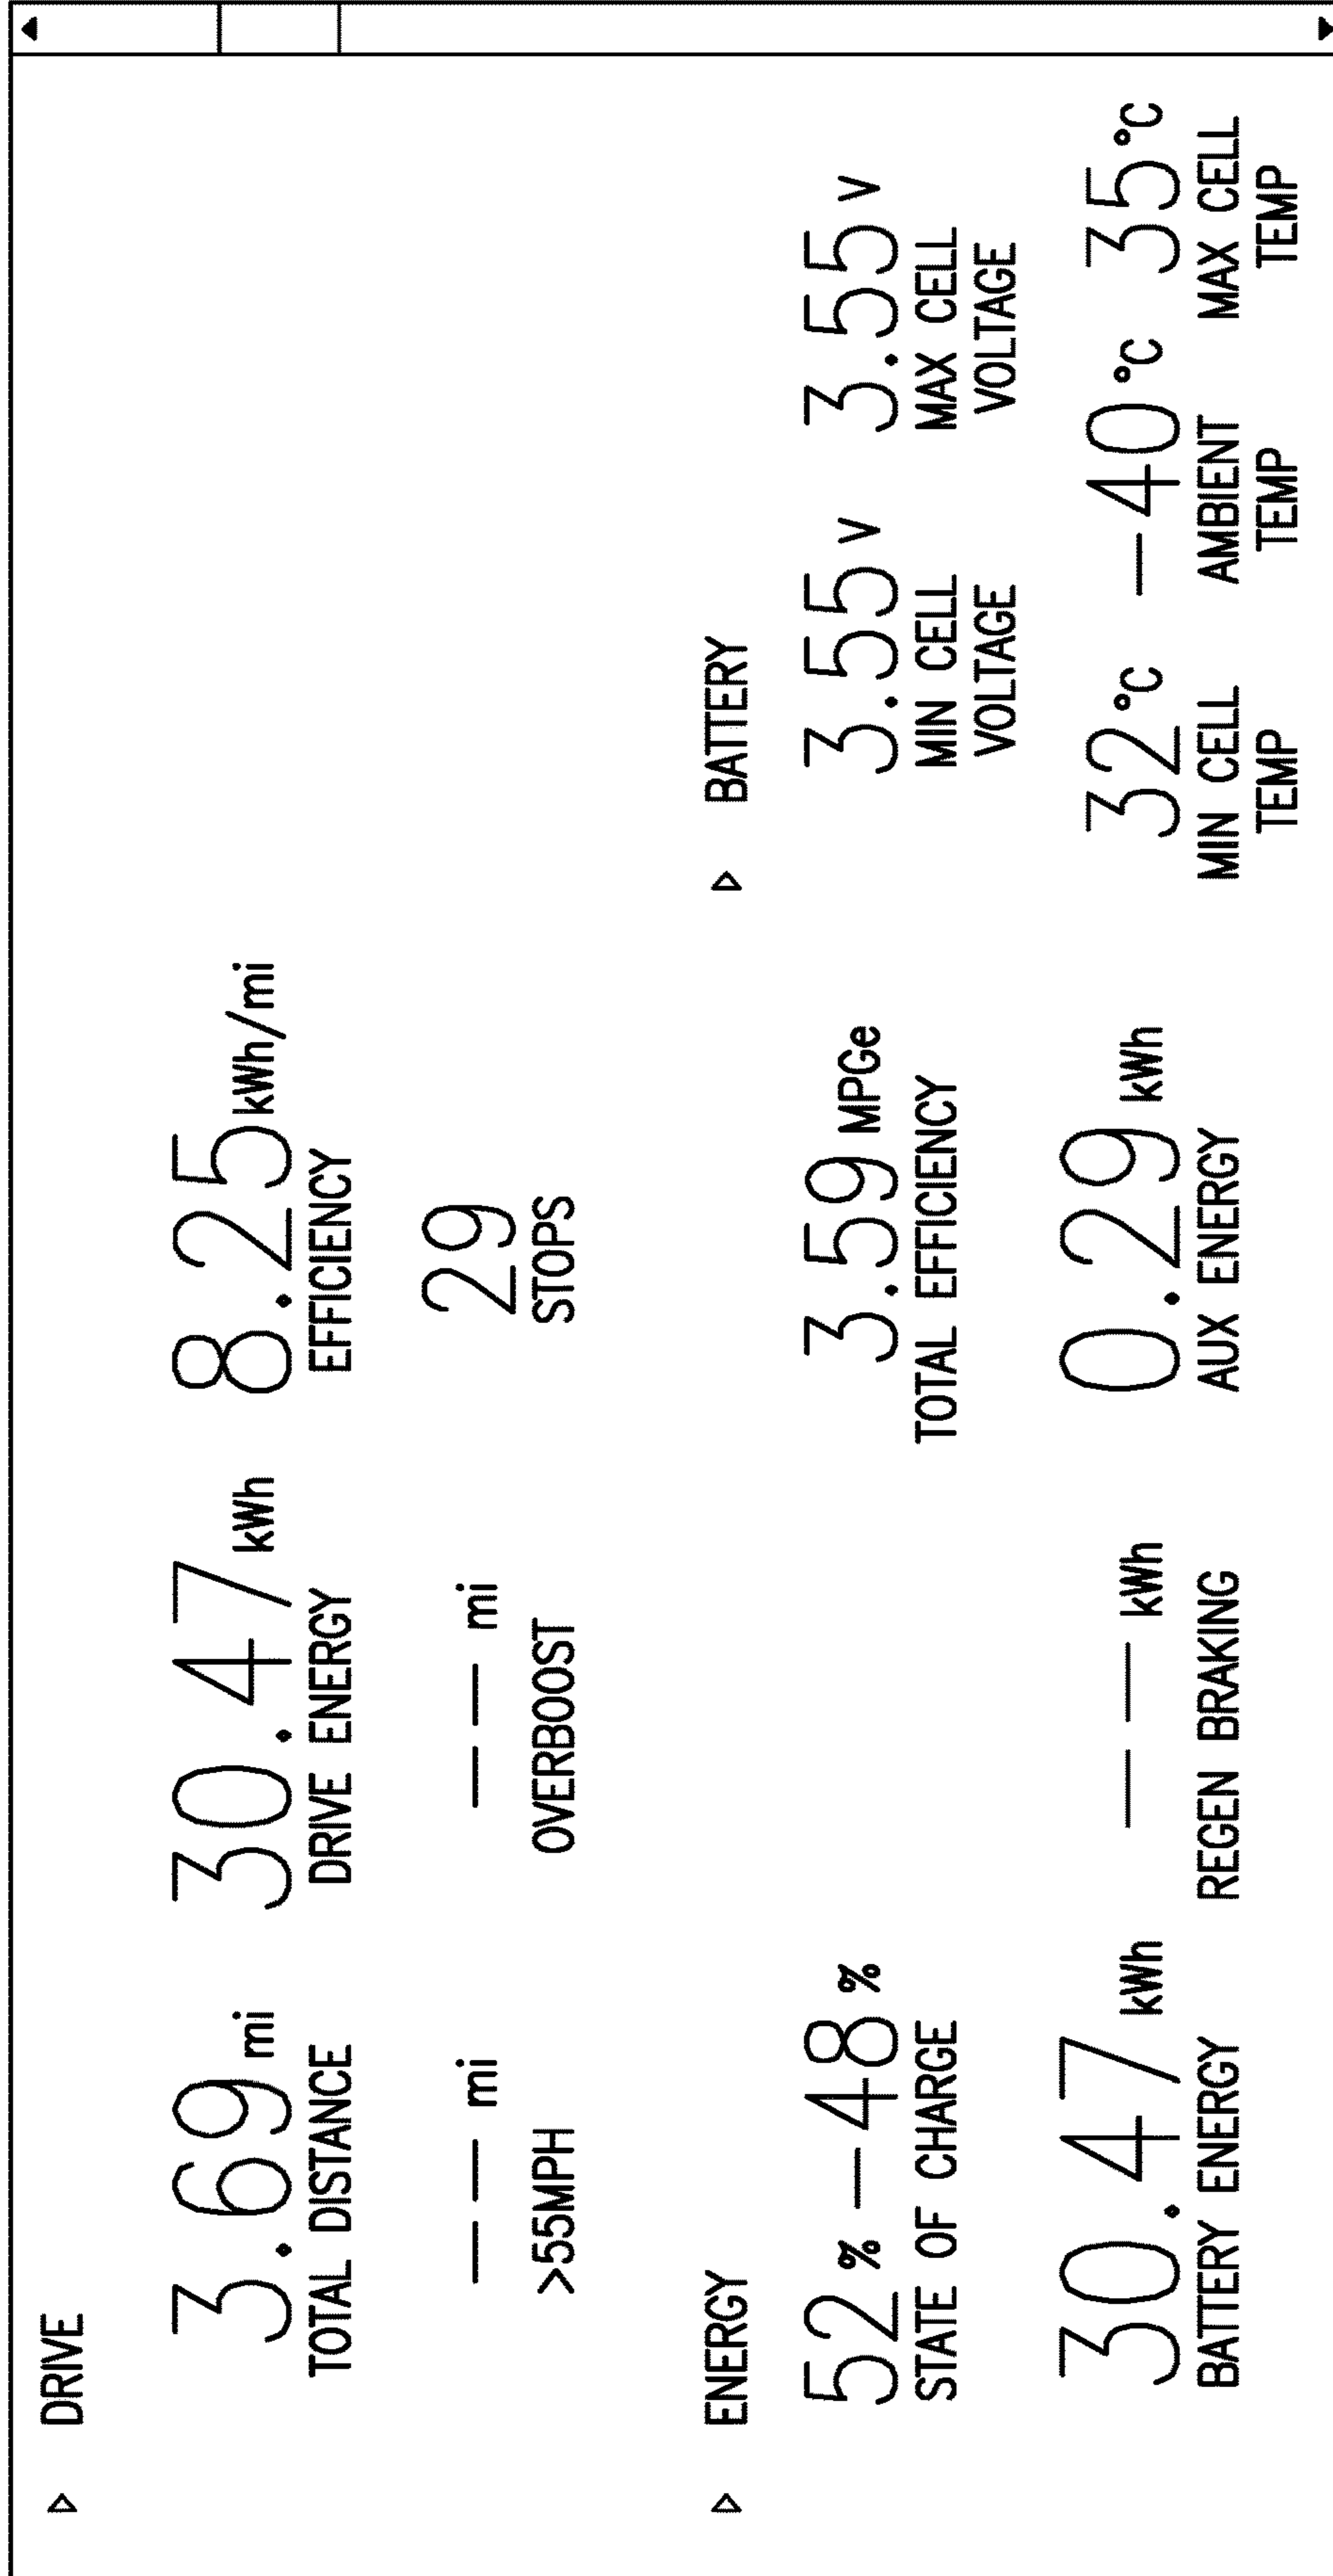 DRIVE
3.69 mi 30.47 kWh 8.25 kWh/mi
TOTAL DISTANCE DRIVE ENERGY EFFICIENCY
-- mi -- mi 29
>55MPH OVERBOOST STOPS
ENERGY
52%-48%
STATE OF CHARGE
3.59 MPGe
TOTAL EFFICIENCY
30.47 kWh -- kWh 0.29 kWh
BATTERY ENERGY REGEN BRAKING AUX ENERGY
BATTERY
3.55 V 3.55 V
MIN CELL MAX CELL
VOLTAGE VOLTAGE
32°C -40°C 35°C
MIN CELL AMBIENT MAX CELL
TEMP TEMP TEMP